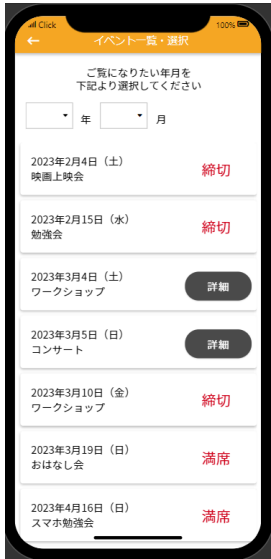 Click
100%
イベント一覧・選択
ご覧になりたい年月を
下記より選択してください
年 月
2023年2月4日（土）
映画上映会
締切
2023年2月15日（水）
勉強会
締切
2023年3月4日（土）
ワークショップ
詳細
2023年3月5日（日）
コンサート
詳細
2023年3月10日（金）
ワークショップ
締切
2023年3月19日（日）
おはなし会
満席
2023年4月16日（日）
スマホ勉強会
満席